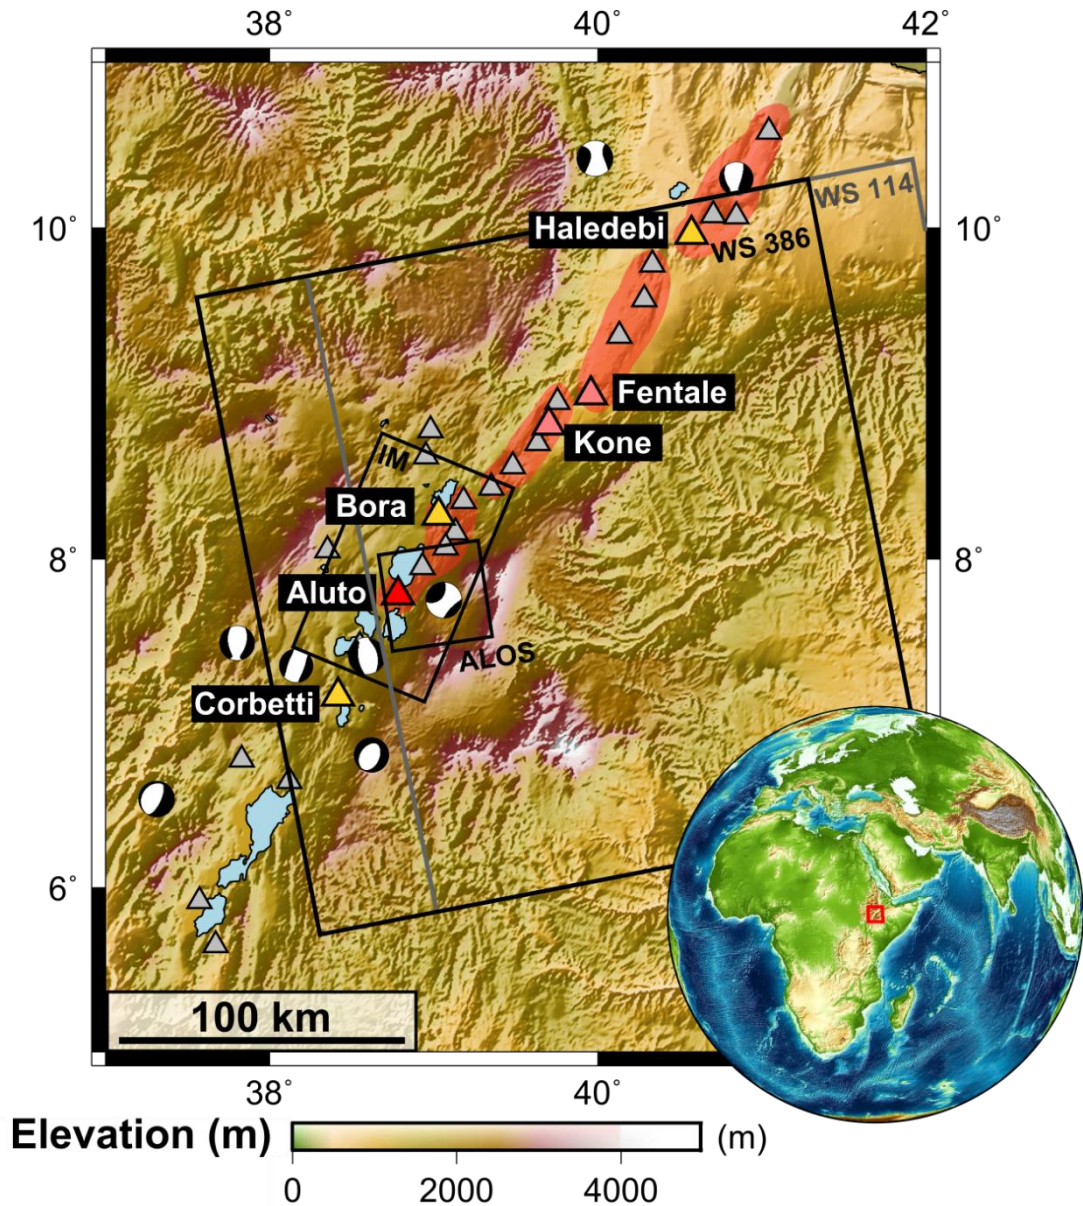 38° 40° 42°
WS 114
10° Haledebi 10°
WS 386
Fentale
Kone
IM
Bora
8° 8°
Aluto
ALOS
Corbetti
6°
100 km
38° 40°
Elevation (m) (m)
0 2000 4000